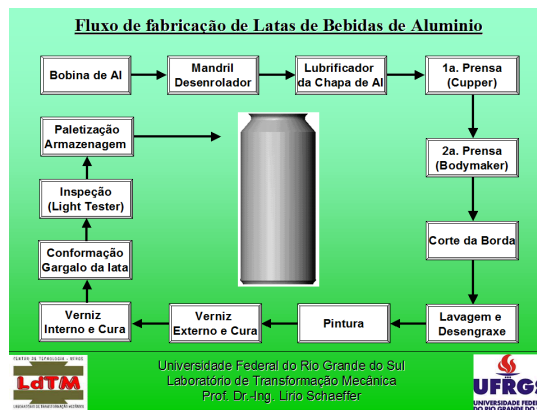 Fluxo de fabricação de Latas de Bebidas de Aluminio
Bobina de Al
Mandril
Desenrolador
Lubrificador
da Chapa de Al
1a. Prensa
(Cupper)
2a. Prensa
(Bodymaker)
Corte da Borda
Lavagem e
Desengraxe
Pintura
Verniz
Externo e Cura
Verniz
Interno e Cura
Conformação
Gargalo da lata
Inspeção
(Light Tester)
Paletização
Armazenagem
Universidade Federal do Rio Grande do Sul
Laboratório de Transformação Mecânica
Prof. Dr.-Ing. Lirio Schaeffer
LdTM
UFRGS
UNIVERSIDADE FEDE
DO RIO GRANDE DO